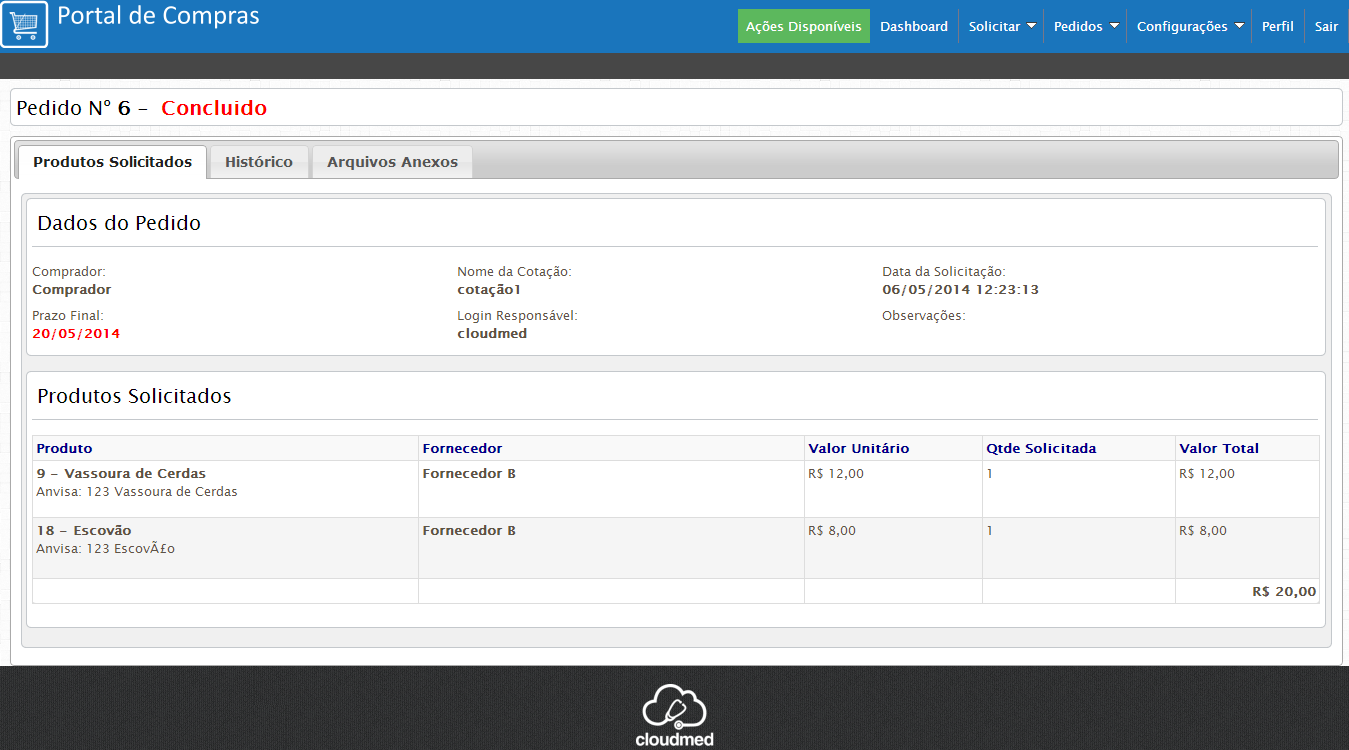 Portal de Compras
Ações Disponíveis Dashboard Solicitar Pedidos Configurações Perfil Sair
Pedido Nº 6 - Concluido
Produtos Solicitados Histórico Arquivos Anexos
Dados do Pedido
Comprador: Nome da Cotação: Data da Solicitação:
Comprador cotação1 06/05/2014 12:23:13
Prazo Final: Login Responsável: Observações:
20/05/2014 cloudmed
Produtos Solicitados
Produto Fornecedor Valor Unitário Qtde Solicitada Valor Total
9 - Vassoura de Cerdas Fornecedor B R$ 12,00 1 R$ 12,00
Anvisa: 123 Vassoura de Cerdas
18 - Escovão Fornecedor B R$ 8,00 1 R$ 8,00
Anvisa: 123 EscovÃ£o
R$ 20,00
cloudmed